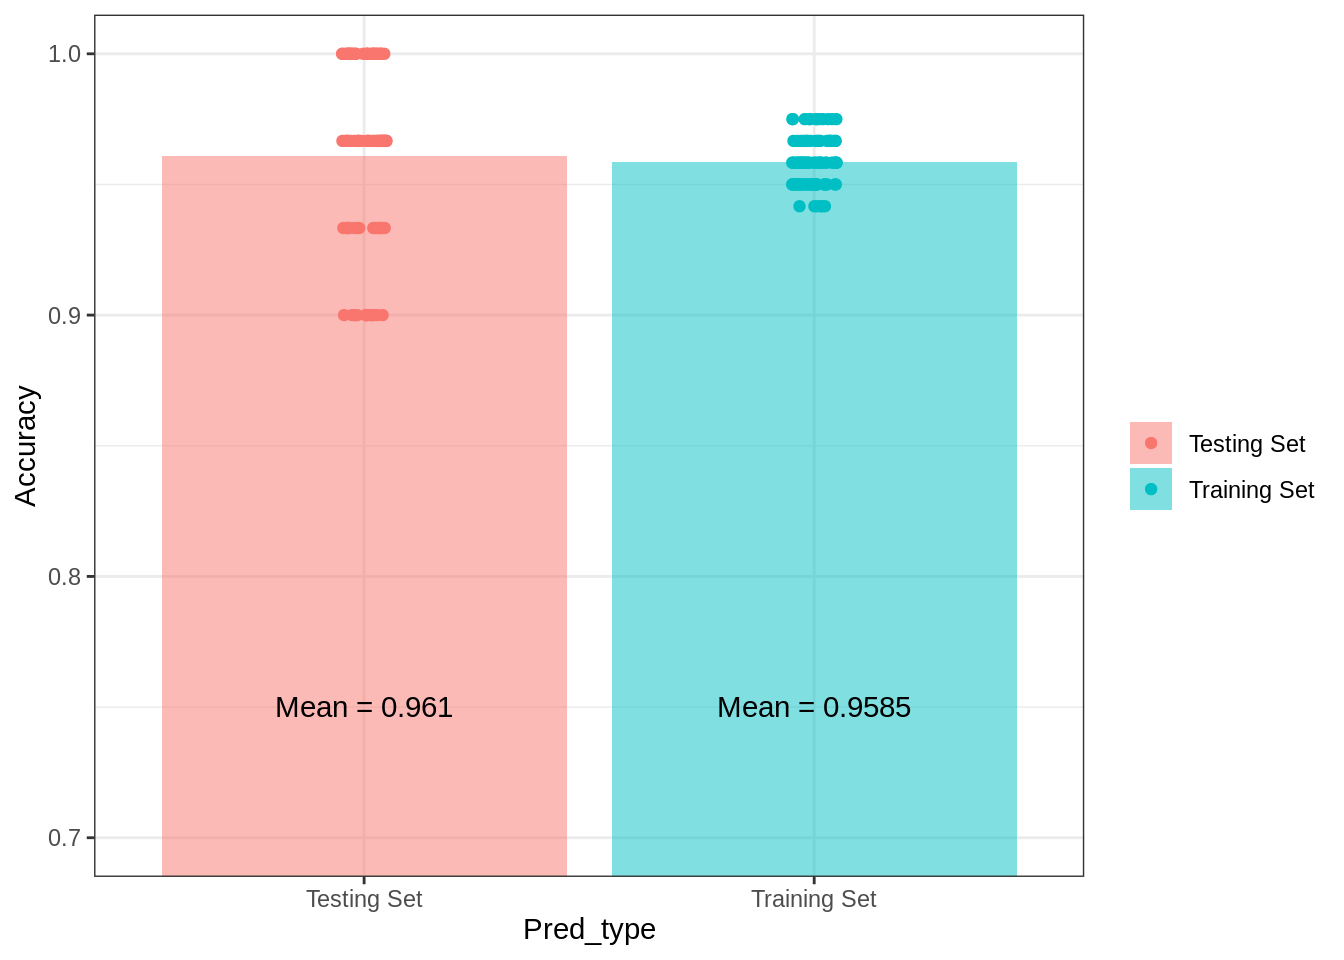 1.0
0.9
0.8
0.7
Accuracy
Mean = 0.961
Mean = 0.9585
Testing Set
Training Set
Pred_type
Testing Set
Training Set